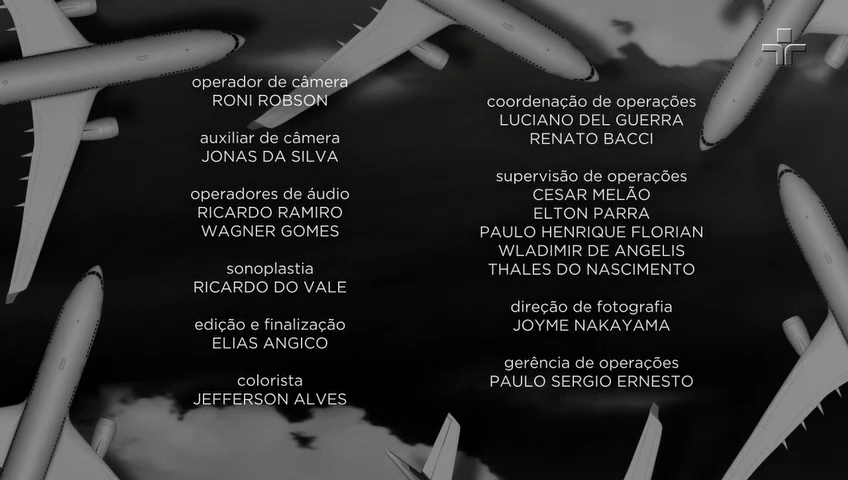 operador de câmera
RONI ROBSON
auxiliar de câmera
JONAS DA SILVA
operadores de áudio
RICARDO RAMIRO
WAGNER GOMES
sonoplastia
RICARDO DO VALE
edição e finalização
ELIAS ANGICO
colorista
JEFFERSON ALVES
coordenação de operações
LUCIANO DEL GUERRA
RENATO BACCI
supervisão de operações
CESAR MELÃO
ELTON PARRA
PAULO HENRIQUE FLORIAN
WLADIMIR DE ANGELIS
THALES DO NASCIMENTO
direção de fotografia
JOYME NAKAYAMA
gerência de operações
PAULO SERGIO ERNESTO